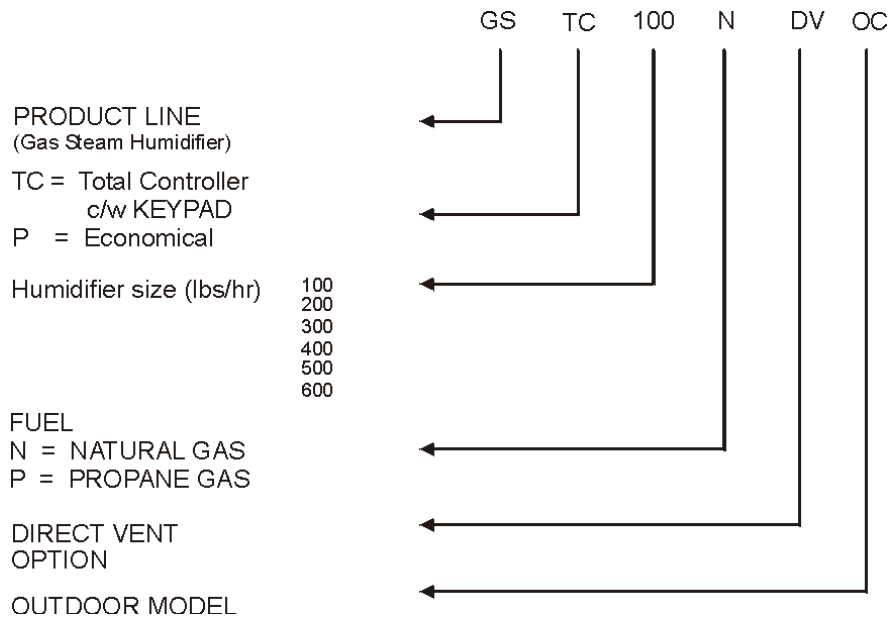 GS TC 100 N DV OC
PRODUCT LINE
(Gas Steam Humidifier)
TC = Total Controller
c/w KEYPAD
P = Economical
Humidifier size (lbs/hr) 100
200
300
400
500
600
FUEL
N = NATURAL GAS
P = PROPANE GAS
DIRECT VENT
OPTION
OUTDOOR MODEL